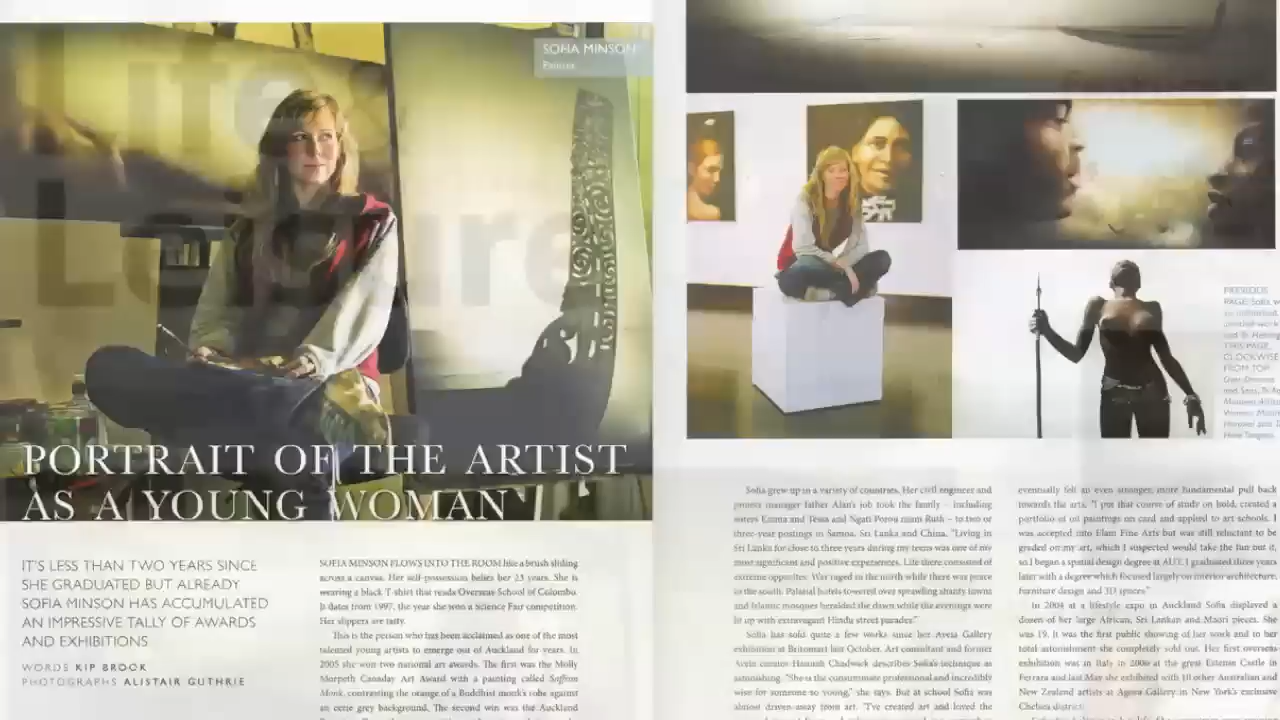 Life &
Leisure
SOFIA MINSON
Painter
PORTRAIT OF THE ARTIST
AS A YOUNG WOMAN
IT'S LESS THAN TWO YEARS SINCE
SHE GRADUATED BUT ALREADY
SOFIA MINSON HAS ACCUMULATED
AN IMPRESSIVE TALLY OF AWARDS
AND EXHIBITIONS
WORDS KIP BROOK
PHOTOGRAPHS ALISTAIR GUTHRIE
SOFIA MINSON FLOWS INTO THE ROOM like a brush sliding
across a canvas. Her self-possession belies her 23 years. She is
wearing a black T-shirt that reads Overseas School of Colombo.
It dates from 1997, the year she won a Science Fair competition.
Her slippers are tatty.
This is the person who has been acclaimed as one of the most
talented young artists to emerge out of Auckland for years. In
2005 she won two national art awards. The first was the Molly
Morpeth Canaday Art Award with a painting called Saffron
Monk, contrasting the orange of a Buddhist monk's robe against
an eerie grey background. The second was the Auckland
PREVIOUS
PAGE: Sofia
THIS PAGE,
CLOCKWISE
FROM TOP
Sofia grew up in a variety of countries. Her civil engineer and
project manager father Alan's job took the family – including
sisters Emma and Tessa and Ngati Porou mum Ruth – to two or
three-year postings in Samoa, Sri Lanka and China. "Living in
Sri Lanka for close to three years during my teens was one of my
most significant and positive experiences. Life there consisted of
extreme opposites. War raged in the north while there was peace
in the south. Palatial hotels towered over sprawling shanty towns
and Islamic mosques heralded the dawn while the evenings were
lit up with extravagant Hindu street parades."
Sofia has sold quite a few works since her Aveia Gallery
exhibition at Britomart last October. Art consultant and former
Aveia curator Hannah Chadwick describes Sofia's technique as
astonishing. "She is the consummate professional and incredibly
wise for someone so young," she says. But at school Sofia was
almost driven away from art. "I've created art and loved the
eventually felt an even stronger, more fundamental pull back
towards the arts. "I put that course of study on hold, created a
portfolio of oil paintings on card and applied to art schools. I
was accepted into Elam Fine Arts but was still reluctant to be
graded on my art, which I suspected would take the fun out it,
so I began a spatial design degree at AUT. I graduated three years
later with a degree which focused largely on interior architecture,
furniture design and 3D spaces."
In 2004 at a lifestyle expo in Auckland Sofia displayed a
dozen of her large African, Sri Lankan and Maori pieces. She
was 19. It was the first public showing of her work and to her
total astonishment she completely sold out. Her first overseas
exhibition was in Italy in 2006 at the great Estense Castle in
Ferrara and last May she exhibited with 10 other Australian and
New Zealand artists at Agora Gallery in New York's exclusive
Chelsea district.